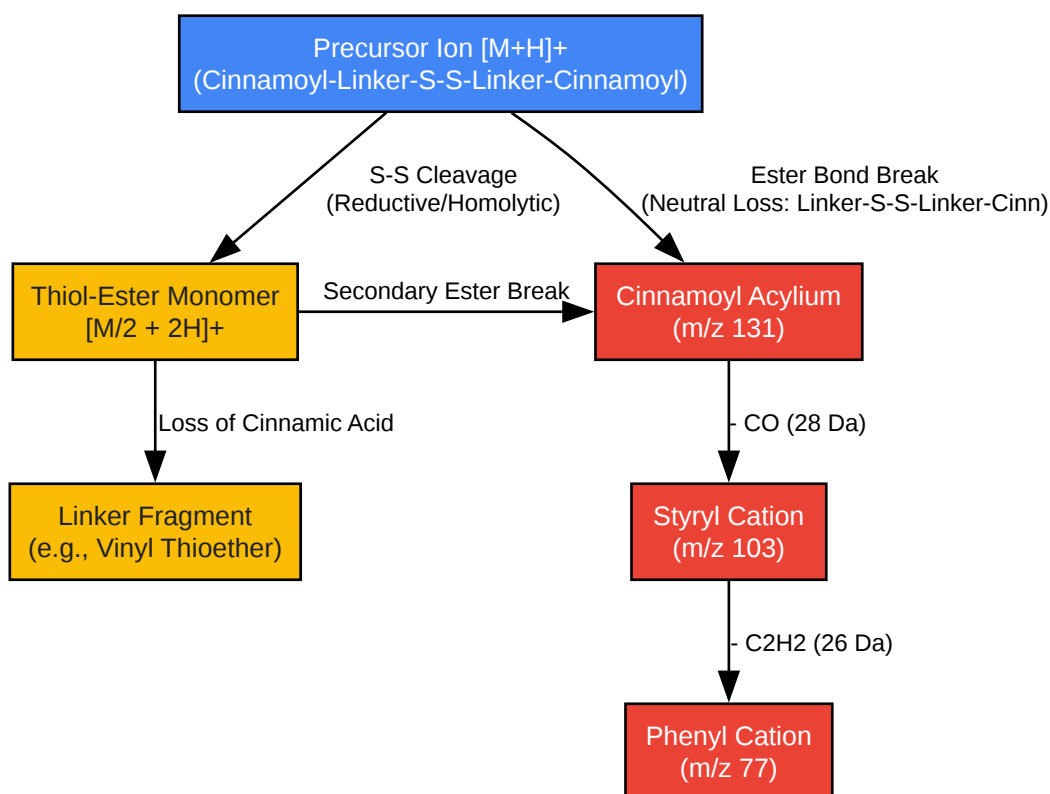 Precursor Ion [M+H]+
(Cinnamoyl-Linker-S-S-Linker-Cinnamoyl)
S-S Cleavage
(Reductive/Homolytic)
Ester Bond Break
(Neutral Loss: Linker-S-S-Linker-Cinn)
Thiol-Ester Monomer
[M/2 + 2H]+
Secondary Ester Break
Cinnamoyl Acylium
(m/z 131)
Loss of Cinnamic Acid
- CO (28 Da)
Linker Fragment
(e.g., Vinyl Thioether)
Styryl Cation
(m/z 103)
- C2H2 (26 Da)
Phenyl Cation
(m/z 77)